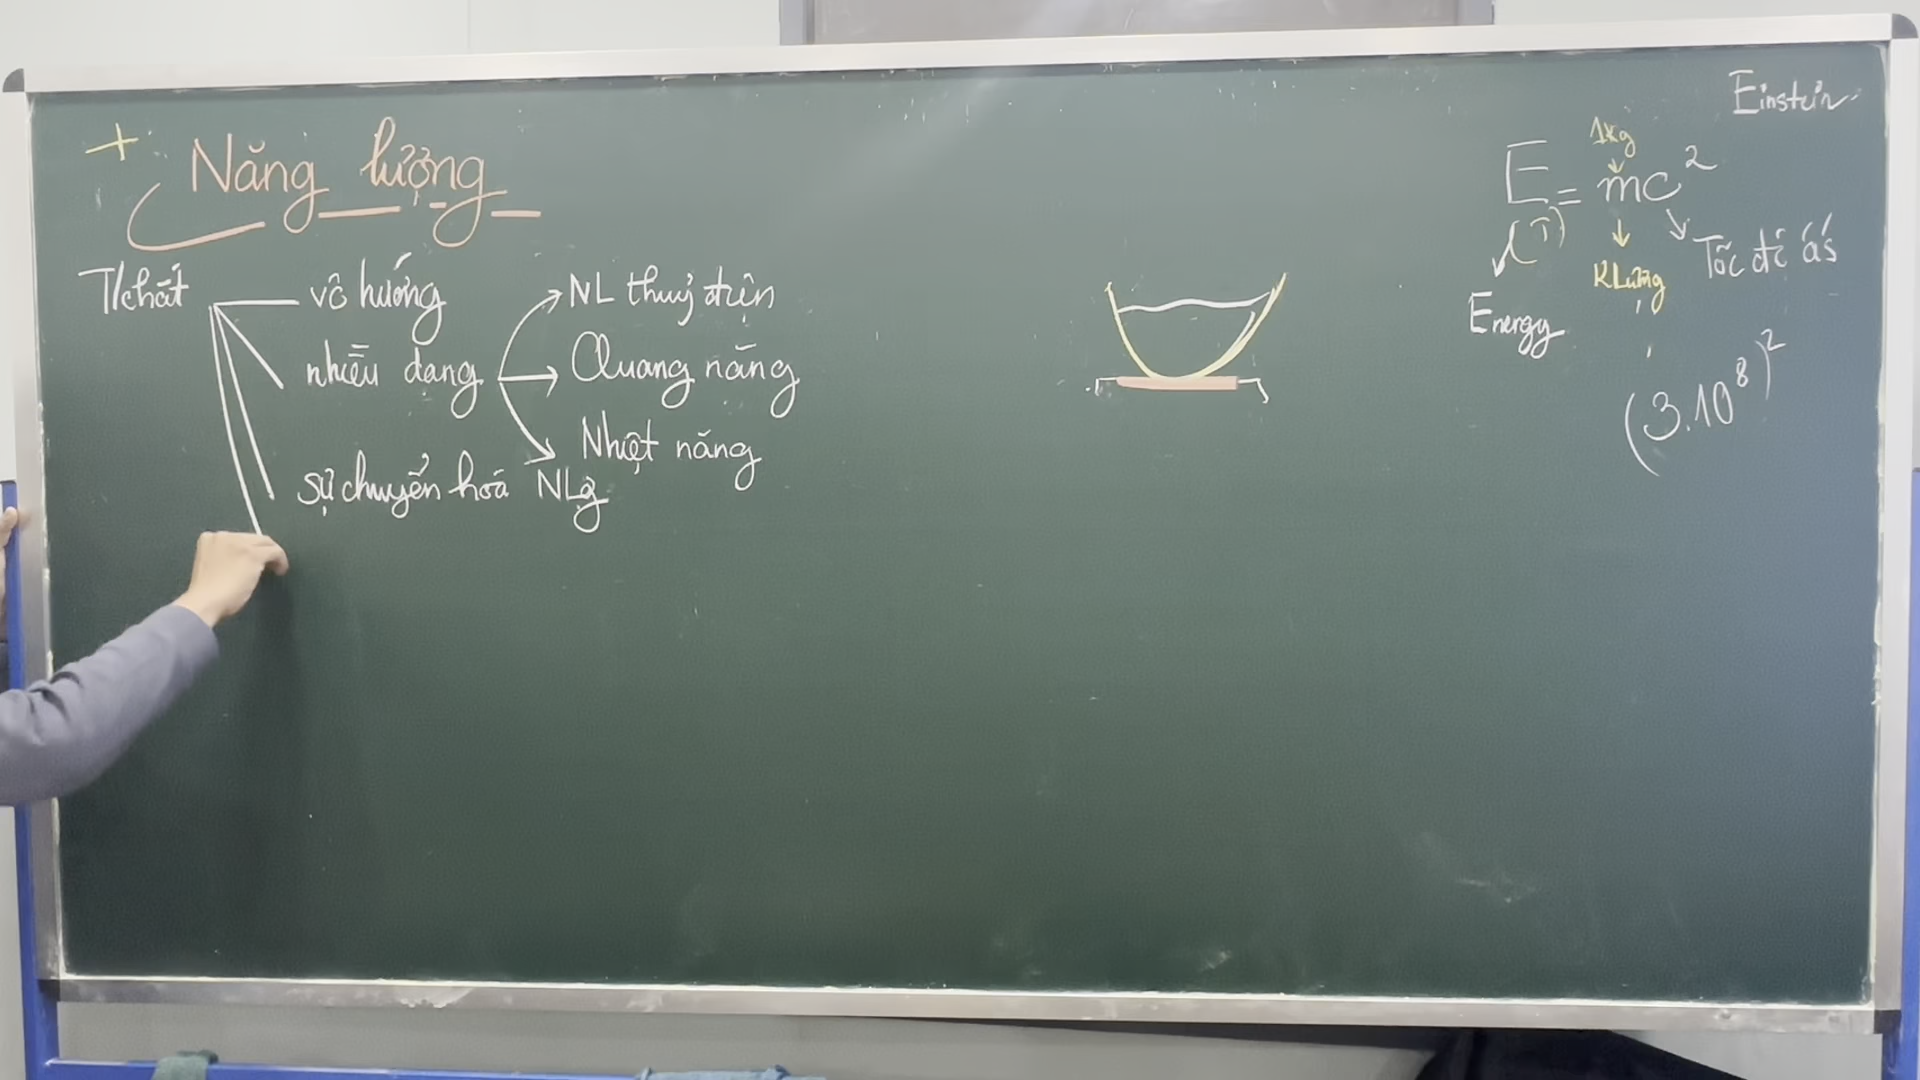 + Năng lượng
T/chất
vô hướng
nhiều dạng
NL thuỷ điện
Quang năng
Nhiệt năng
sự chuyển hoá NLg
Einstein
1kg
E = mc²
(J)
Energy
KLượng
Tốc độ ás
(3.10⁸)²